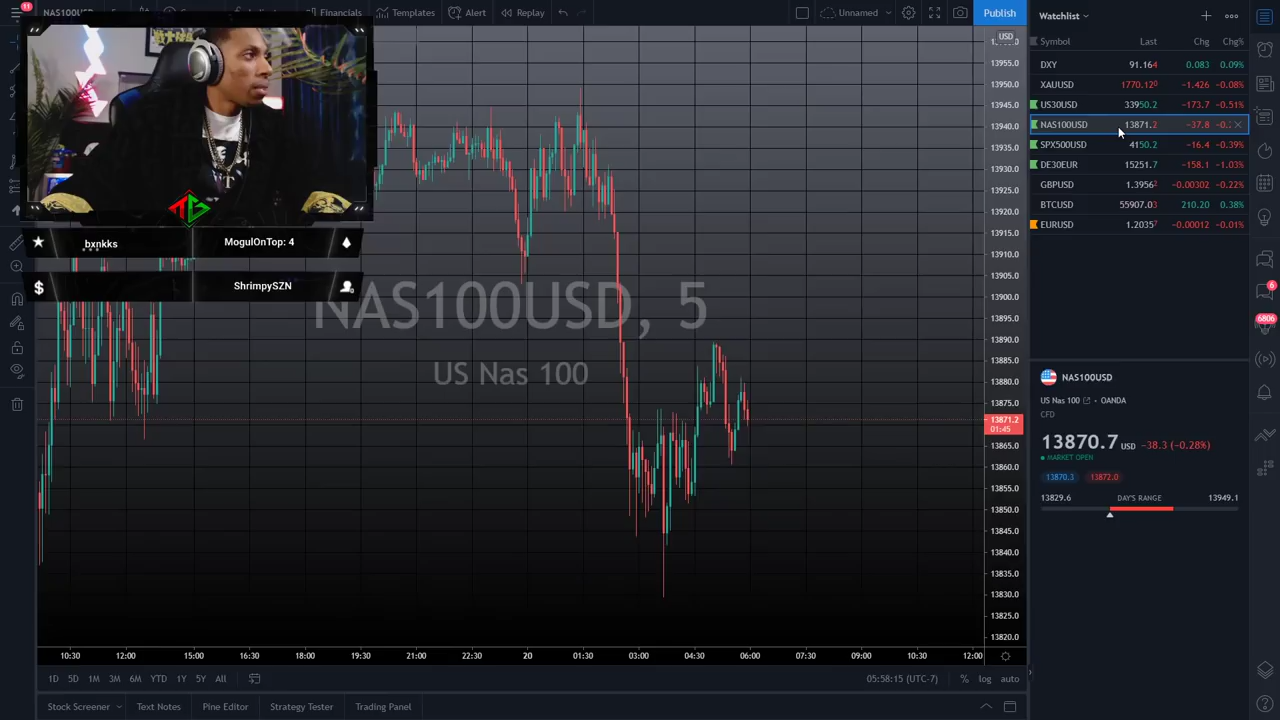 11
NAS100USD
Financials
Templates
Alert
Replay
Unnamed
Publish
USD
bxnkks
MogulOnTop: 4
ShrimpySZN
NAS100USD, 5
US Nas 100
13955.0
13950.0
13945.0
13940.0
13935.0
13930.0
13925.0
13920.0
13915.0
13910.0
13905.0
13900.0
13895.0
13890.0
13885.0
13880.0
13875.0
13871.2
01:45
13865.0
13860.0
13855.0
13850.0
13845.0
13840.0
13835.0
13830.0
13825.0
13820.0
10:30 12:00 15:00 16:30 18:00 19:30 21:00 22:30 20 01:30 03:00 04:30 06:00 07:30 09:00 10:30 12:00
1D 5D 1M 3M 6M YTD 1Y 5Y All
05:58:15 (UTC-7) % log auto
Stock Screener Text Notes Pine Editor Strategy Tester Trading Panel
Watchlist
Symbol Last Chg Chg%
DXY 91.164 0.083 0.09%
XAUUSD 1770.120 −1.426 −0.08%
US30USD 33950.2 −173.7 −0.51%
NAS100USD 13871.2 −37.8
SPX500USD 4150.2 −16.4 −0.39%
DE30EUR 15251.7 −158.1 −1.03%
GBPUSD 1.3956² −0.00302 −0.22%
BTCUSD 55907.03 210.20 0.38%
EURUSD 1.2035⁷ −0.00012 −0.01%
NAS100USD
US Nas 100 • OANDA
CFD
13870.7 USD −38.3 (−0.28%)
MARKET OPEN
13870.3 13872.0
13829.6 DAY'S RANGE 13949.1
6
6806